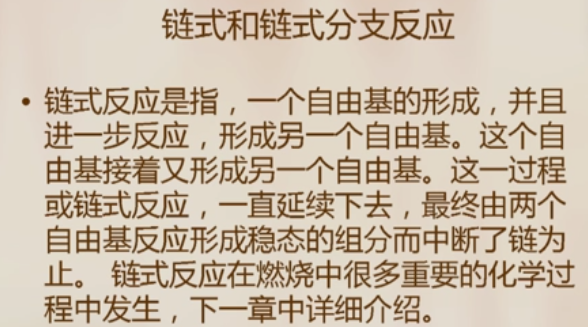 链式和链式分支反应
• 链式反应是指，一个自由基的形成，并且
进一步反应，形成另一个自由基。这个自
由基接着又形成另一个自由基。这一过程
或链式反应，一直延续下去，最终由两个
自由基反应形成稳态的组分而中断了链为
止。 链式反应在燃烧中很多重要的化学过
程中发生，下一章中详细介绍。